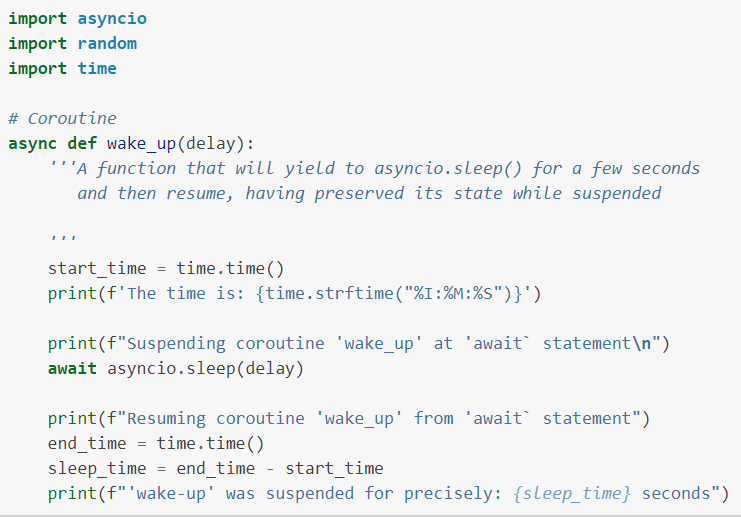 import asyncio
import random
import time

# Coroutine
async def wake_up(delay):
    '''A function that will yield to asyncio.sleep() for a few seconds
       and then resume, having preserved its state while suspended

    '''
    start_time = time.time()
    print(f'The time is: {time.strftime("%I:%M:%S")}')

    print(f"Suspending coroutine 'wake_up' at 'await` statement\n")
    await asyncio.sleep(delay)

    print(f"Resuming coroutine 'wake_up' from 'await` statement")
    end_time = time.time()
    sleep_time = end_time - start_time
    print(f"'wake-up' was suspended for precisely: {sleep_time} seconds")